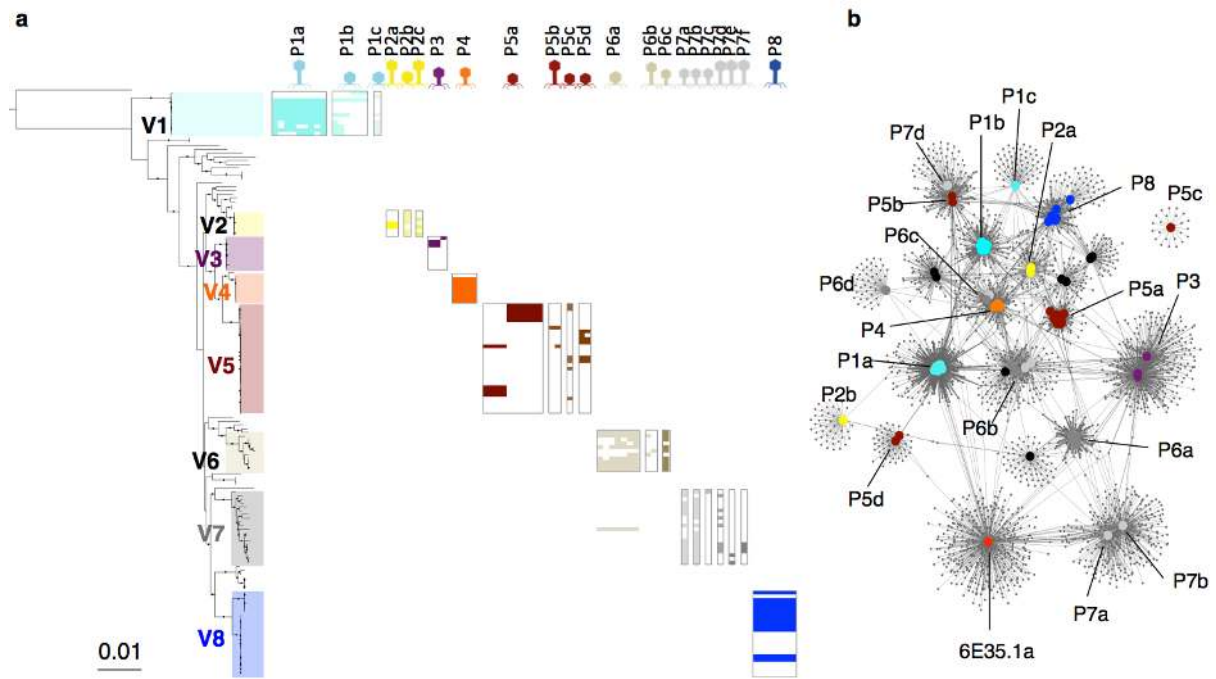 a
b
P1a
P1b
P1c
P2a
P2b
P2c
P3
P4
P5a
P5b
P5c
P5d
P6a
P6b
P6c
P7a
P7b
P7c
P7d
P7e
P7f
P8
V1
V2
V3
V4
V5
V6
V7
V8
0.01
P1c
P1b
P7d
P2a
P8
P5b
P5c
P6c
P6d
P5a
P3
P4
P1a
P2b
P6b
P6a
P5d
P7b
P7a
6E35.1a